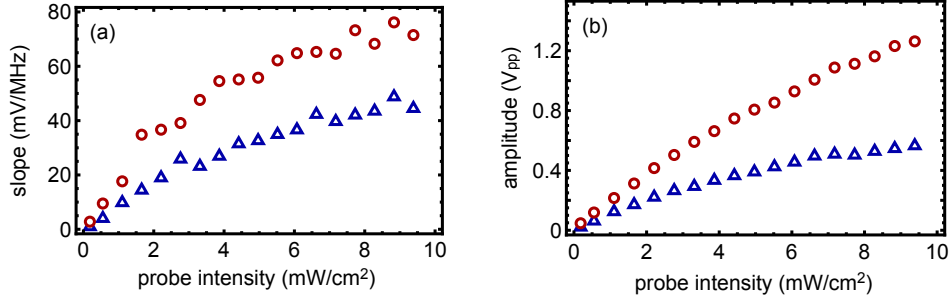 (a)
slope (mV/MHz)
80
60
40
20
0
0 2 4 6 8 10
probe intensity (mW/cm²)
(b)
amplitude (Vpp)
1.2
0.8
0.4
0
0 2 4 6 8 10
probe intensity (mW/cm²)